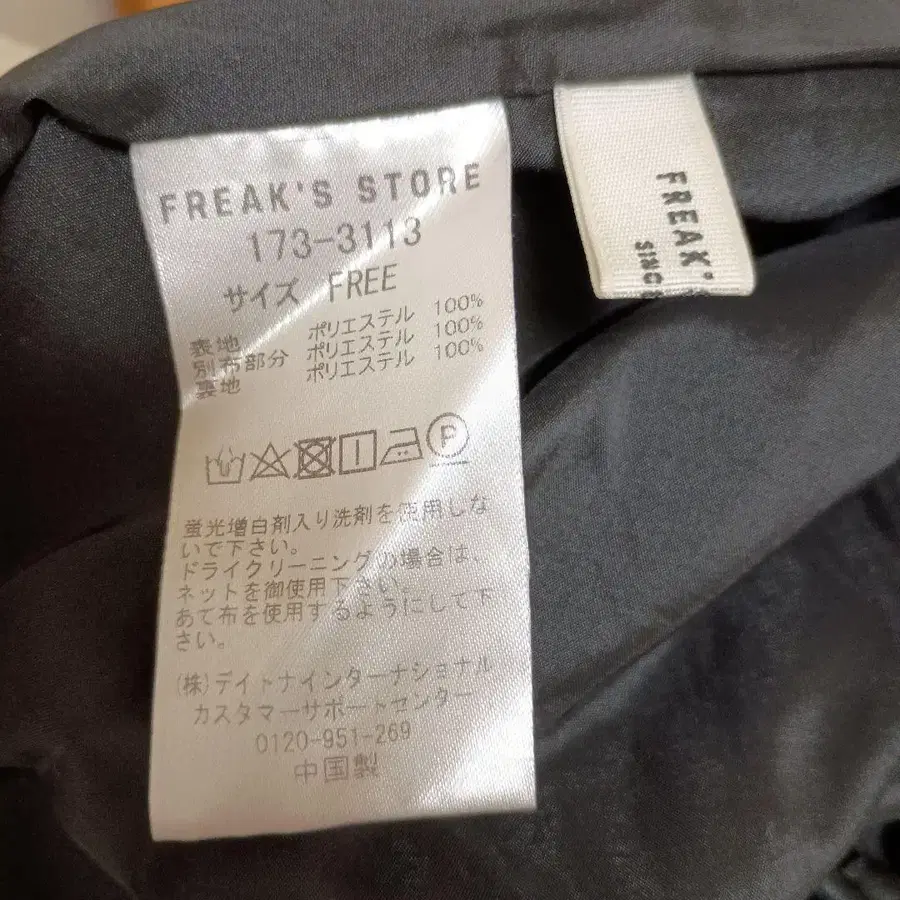 FREAK'S STORE
173-3113
サイズ FREE
表地 ポリエステル 100%
別布部分 ポリエステル 100%
裏地 ポリエステル 100%
P
蛍光増白剤入り洗剤を使用しな
いで下さい。
ドライクリーニングの場合は、
ネットを御使用下さい。
あて布を使用するようにして下
さい。
(株)デイトナインターナショナル
カスタマーサポートセンター
0120-951-269
中国製
FREAK'S
SINCE